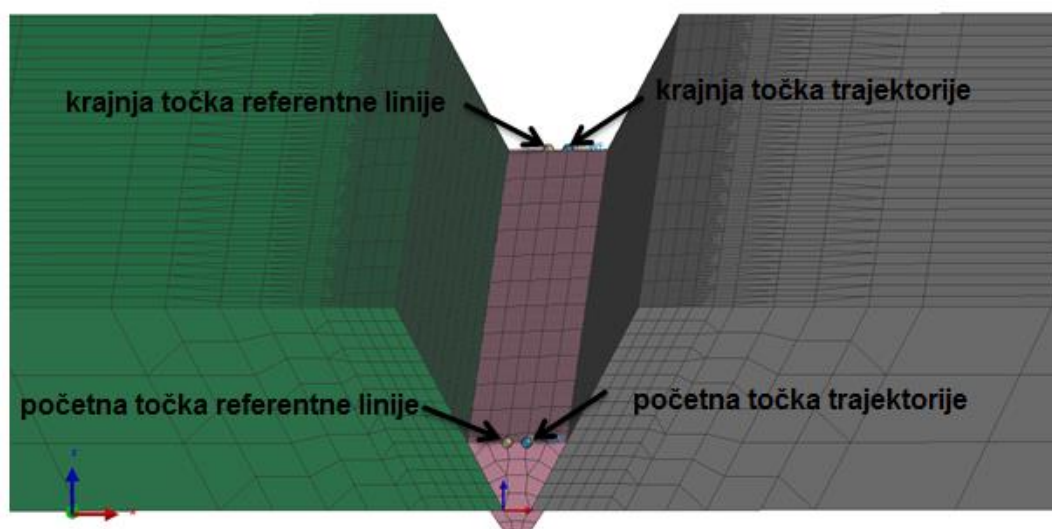 krajnja točka referentne linije
krajnja točka trajektorije
početna točka referentne linije
početna točka trajektorije